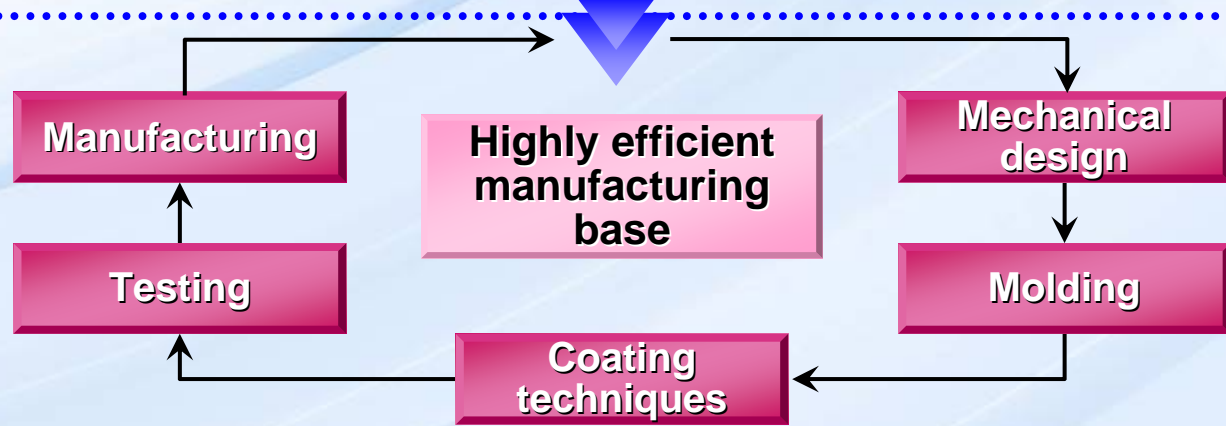 Manufacturing
Highly efficient
manufacturing
base
Mechanical
design
Testing
Molding
Coating
techniques